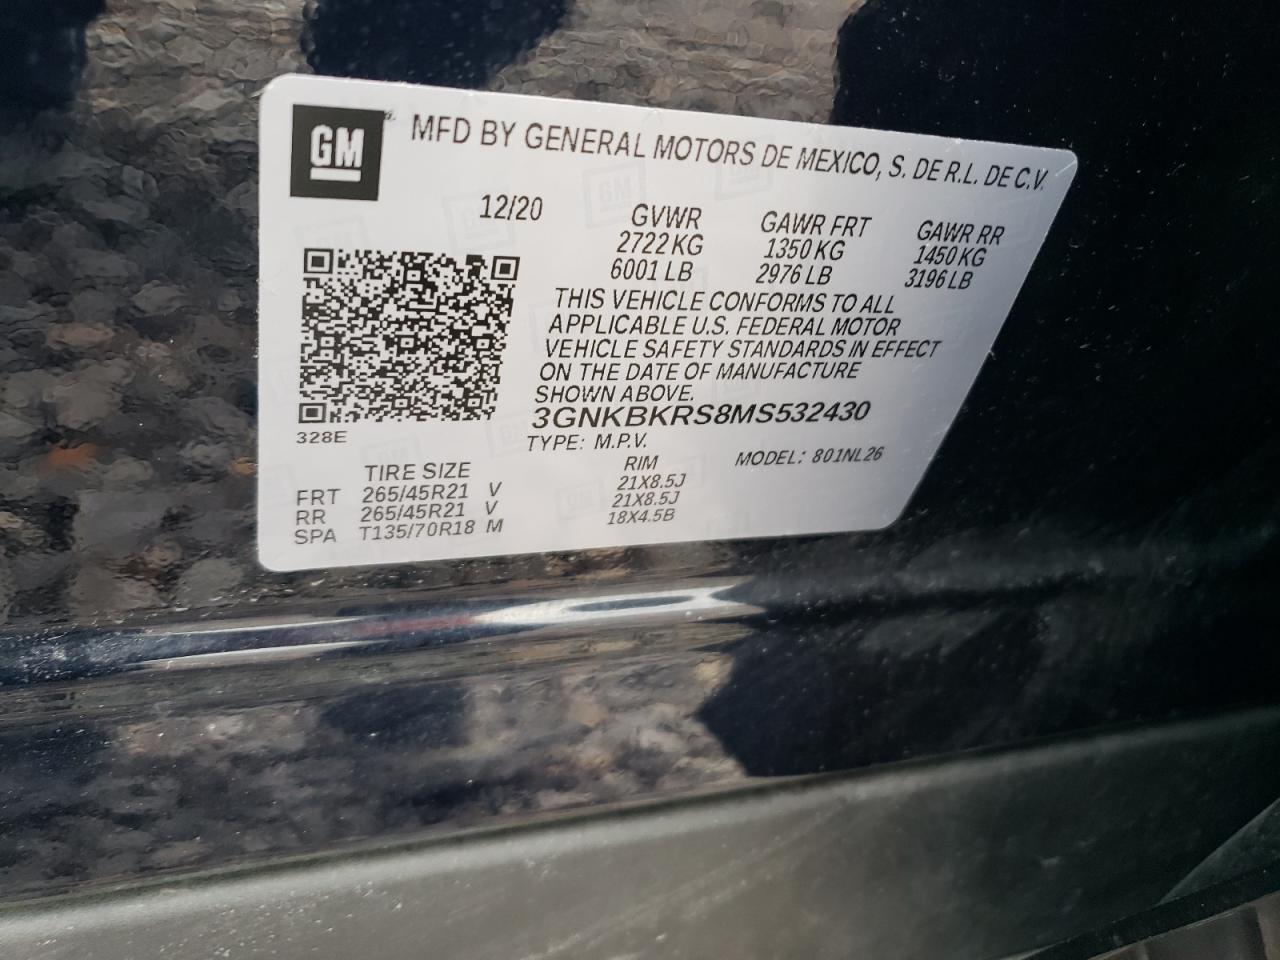 GM MFD BY GENERAL MOTORS DE MEXICO, S. DE R.L. DE C.V.
12/20 GVWR GAWR FRT GAWR RR
2722 KG 1350 KG 1450 KG
6001 LB 2976 LB 3196 LB
THIS VEHICLE CONFORMS TO ALL
APPLICABLE U.S. FEDERAL MOTOR
VEHICLE SAFETY STANDARDS IN EFFECT
ON THE DATE OF MANUFACTURE
SHOWN ABOVE.
3GNKBKRS8MS532430
328E
TYPE: M.P.V. MODEL: 801NL26
TIRE SIZE RIM
FRT 265/45R21 V 21X8.5J
RR 265/45R21 V 21X8.5J
SPA T135/70R18 M 18X4.5B